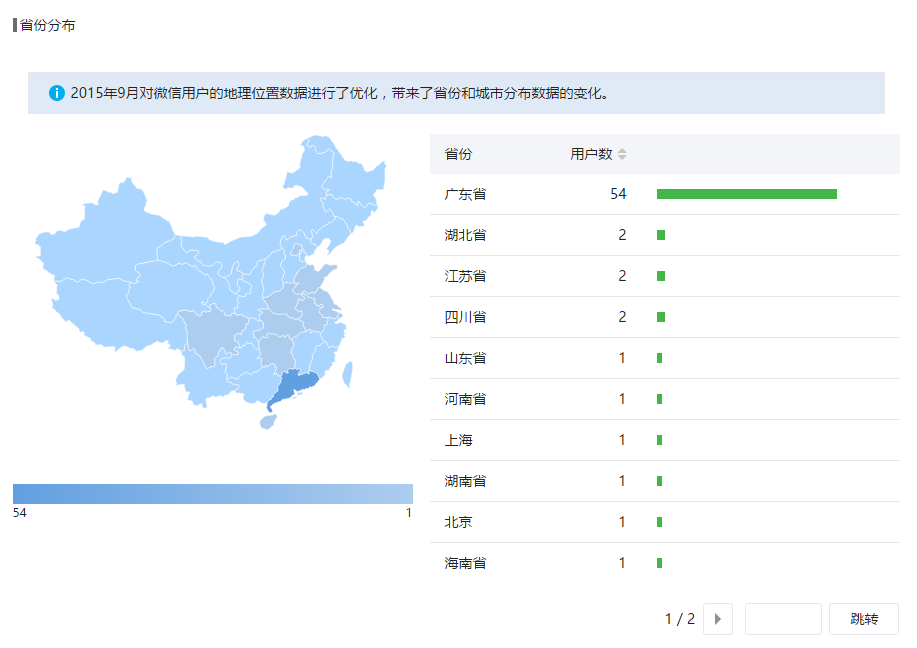 省份分布
2015年9月对微信用户的地理位置数据进行了优化，带来了省份和城市分布数据的变化。
省份 用户数
广东省 54
湖北省 2
江苏省 2
四川省 2
山东省 1
河南省 1
上海 1
湖南省 1
北京 1
海南省 1
54 1
1 / 2 跳转